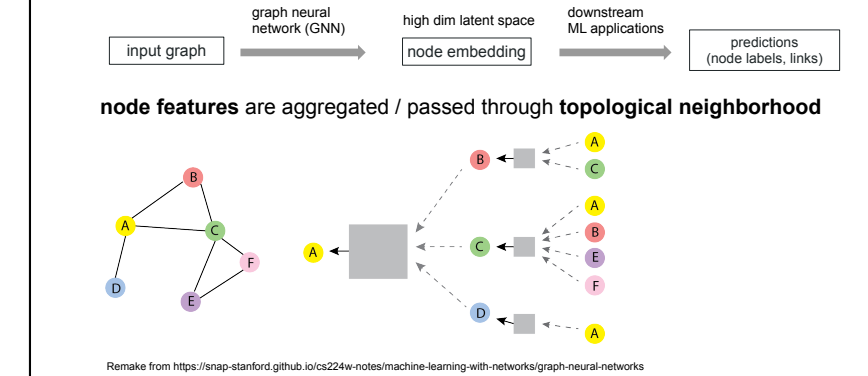 graph neural
network (GNN)
high dim latent space
downstream
ML applications
input graph
node embedding
predictions
(node labels, links)
node features are aggregated / passed through topological neighborhood
B
A
C
F
D
E
A
B
C
D
A
C
A
B
E
F
A
Remake from https://snap-stanford.github.io/cs224w-notes/machine-learning-with-networks/graph-neural-networks